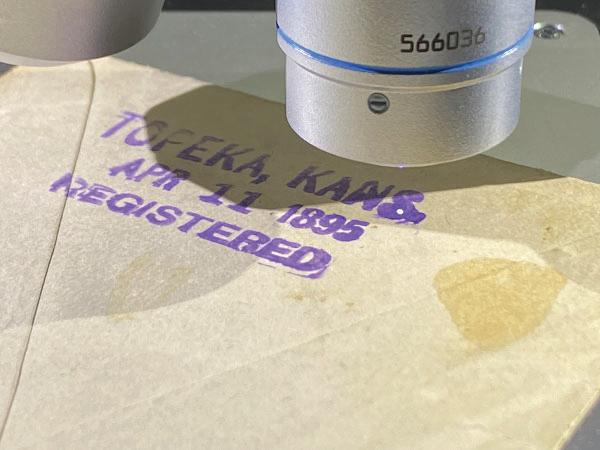 566036
TOPEKA, KANS.
APR 11 1895
REGISTERED